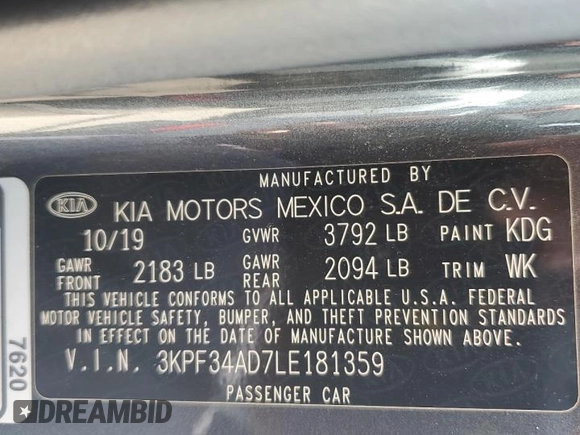 MANUFACTURED BY
KIA KIA MOTORS MEXICO S.A. DE C.V.
10/19 GVWR 3792 LB PAINT KDG
GAWR FRONT 2183 LB GAWR REAR 2094 LB TRIM WK
THIS VEHICLE CONFORMS TO ALL APPLICABLE U.S.A. FEDERAL
MOTOR VEHICLE SAFETY, BUMPER, AND THEFT PREVENTION STANDARDS
IN EFFECT ON THE DATE OF MANUFACTURE SHOWN ABOVE.
V.I.N. 3KPF34AD7LE181359
PASSENGER CAR
7620
DREAMBID